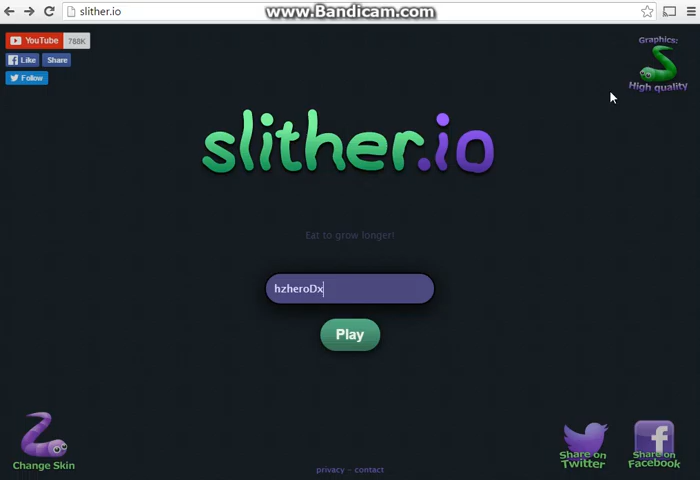 slither.io
www.Bandicam.com
YouTube 788K
Like Share
Follow
Graphics:
High quality
slither.io
Eat to grow longer!
hzheroDx
Play
Change Skin
privacy - contact
Share on
Twitter
Share on
Facebook